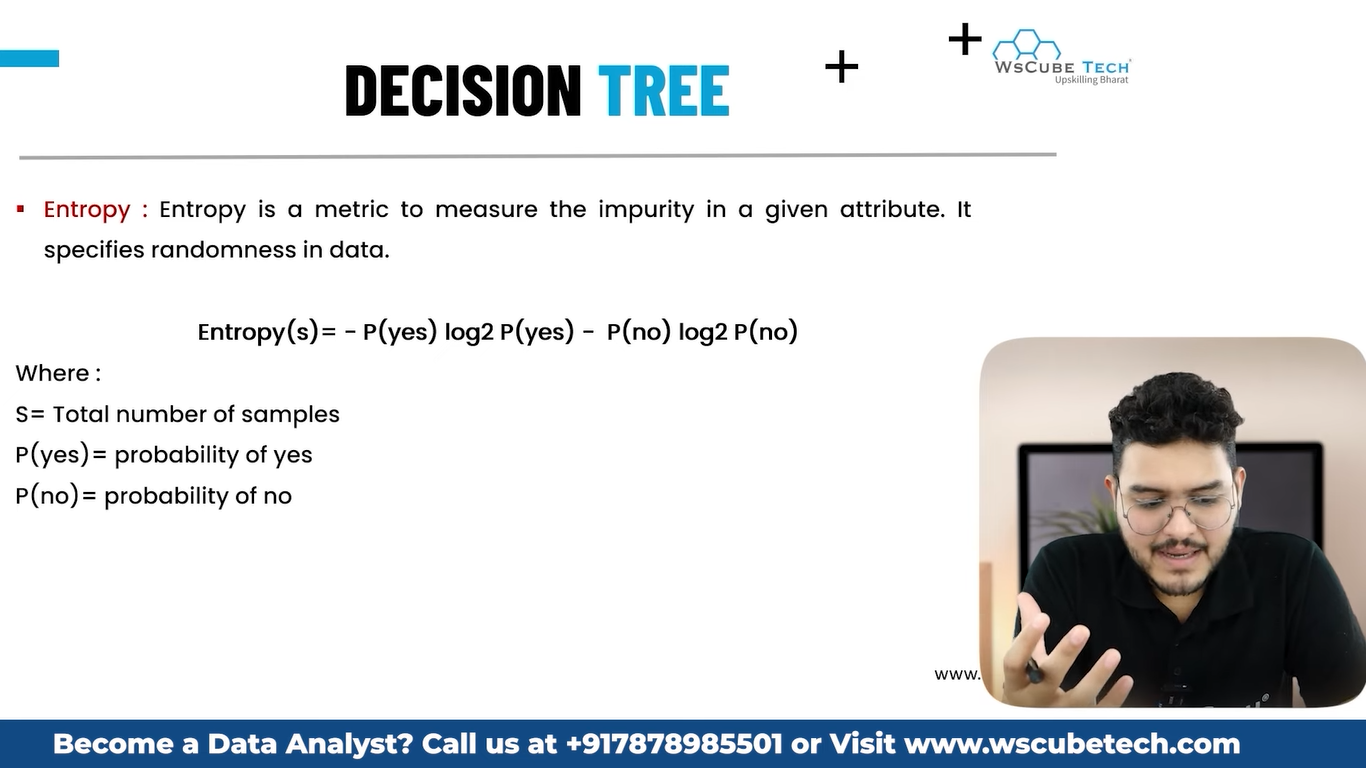 DECISION TREE
WsCube Tech
Upskilling Bharat
Entropy : Entropy is a metric to measure the impurity in a given attribute. It
specifies randomness in data.
Entropy(s)= - P(yes) log2 P(yes) - P(no) log2 P(no)
Where :
S= Total number of samples
P(yes)= probability of yes
P(no)= probability of no
www.
Become a Data Analyst? Call us at +917878985501 or Visit www.wscubetech.com